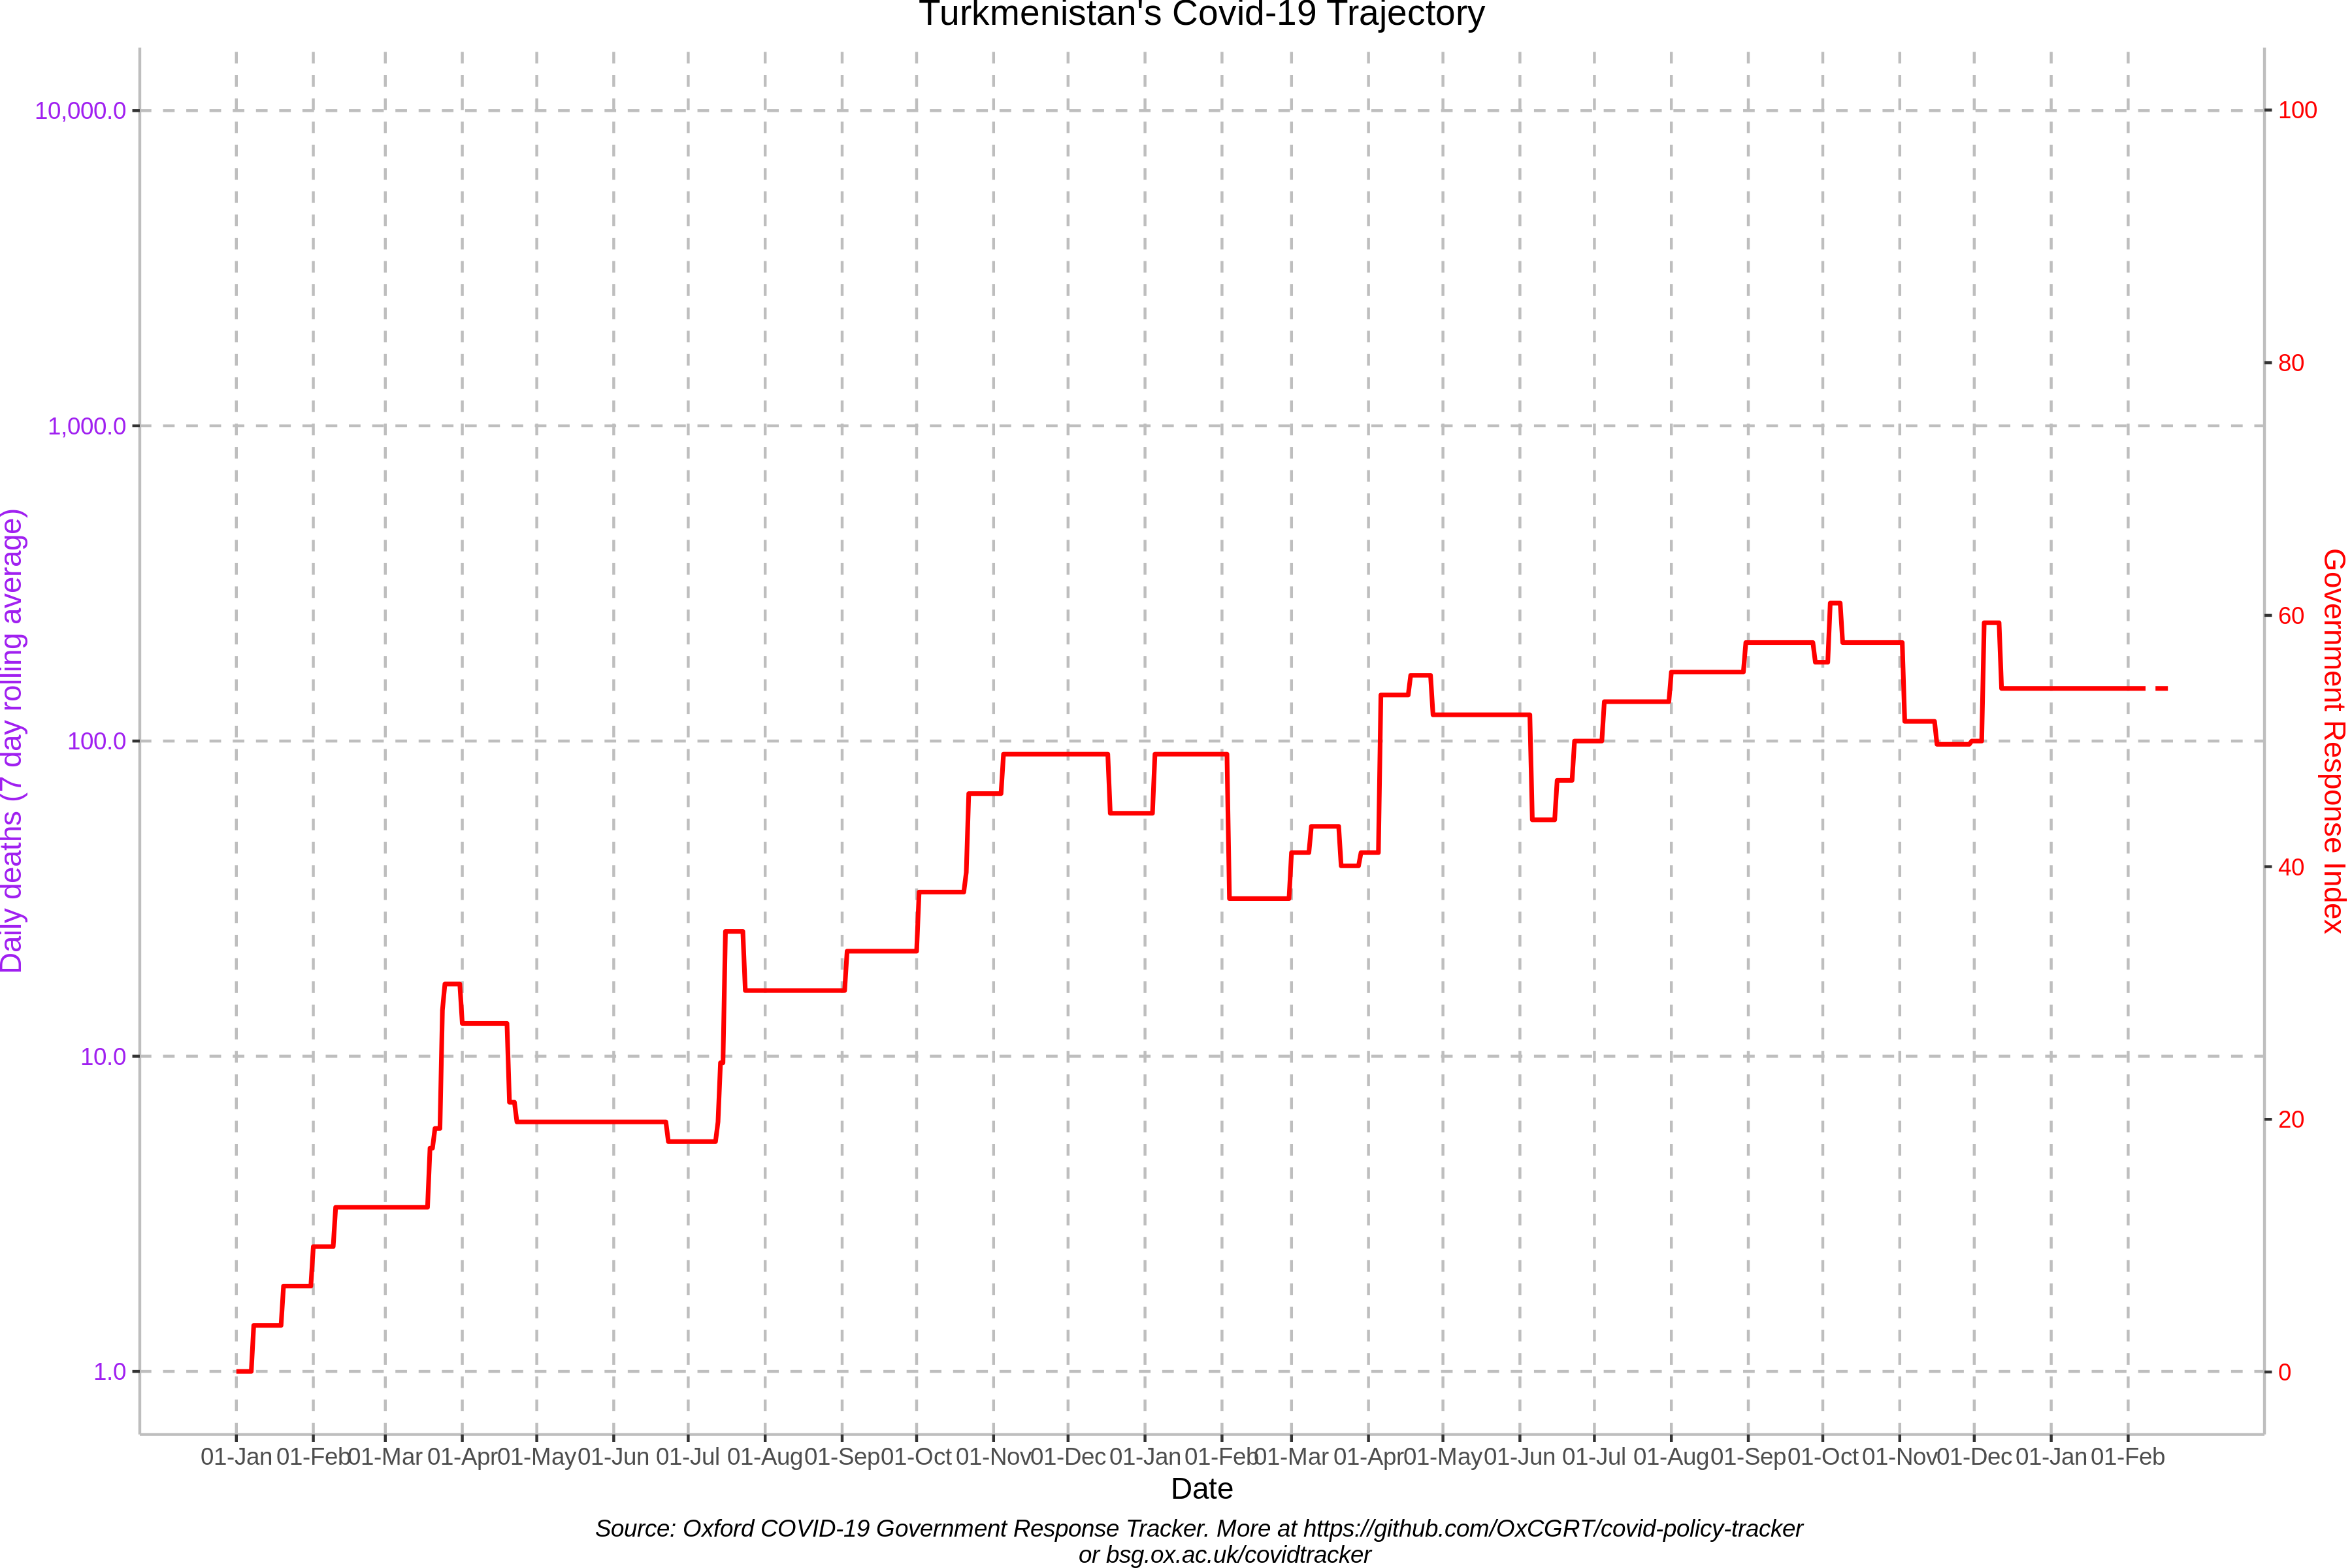 Turkmenistan's Covid-19 Trajectory
10,000.0
1,000.0
100.0
10.0
1.0
Daily deaths (7 day rolling average)
100
80
60
40
20
0
Government Response Index
01-Jan 01-Feb 01-Mar 01-Apr 01-May 01-Jun 01-Jul 01-Aug 01-Sep 01-Oct 01-Nov 01-Dec 01-Jan 01-Feb 01-Mar 01-Apr 01-May 01-Jun 01-Jul 01-Aug 01-Sep 01-Oct 01-Nov 01-Dec 01-Jan 01-Feb
Date
Source: Oxford COVID-19 Government Response Tracker. More at https://github.com/OxCGRT/covid-policy-tracker
or bsg.ox.ac.uk/covidtracker